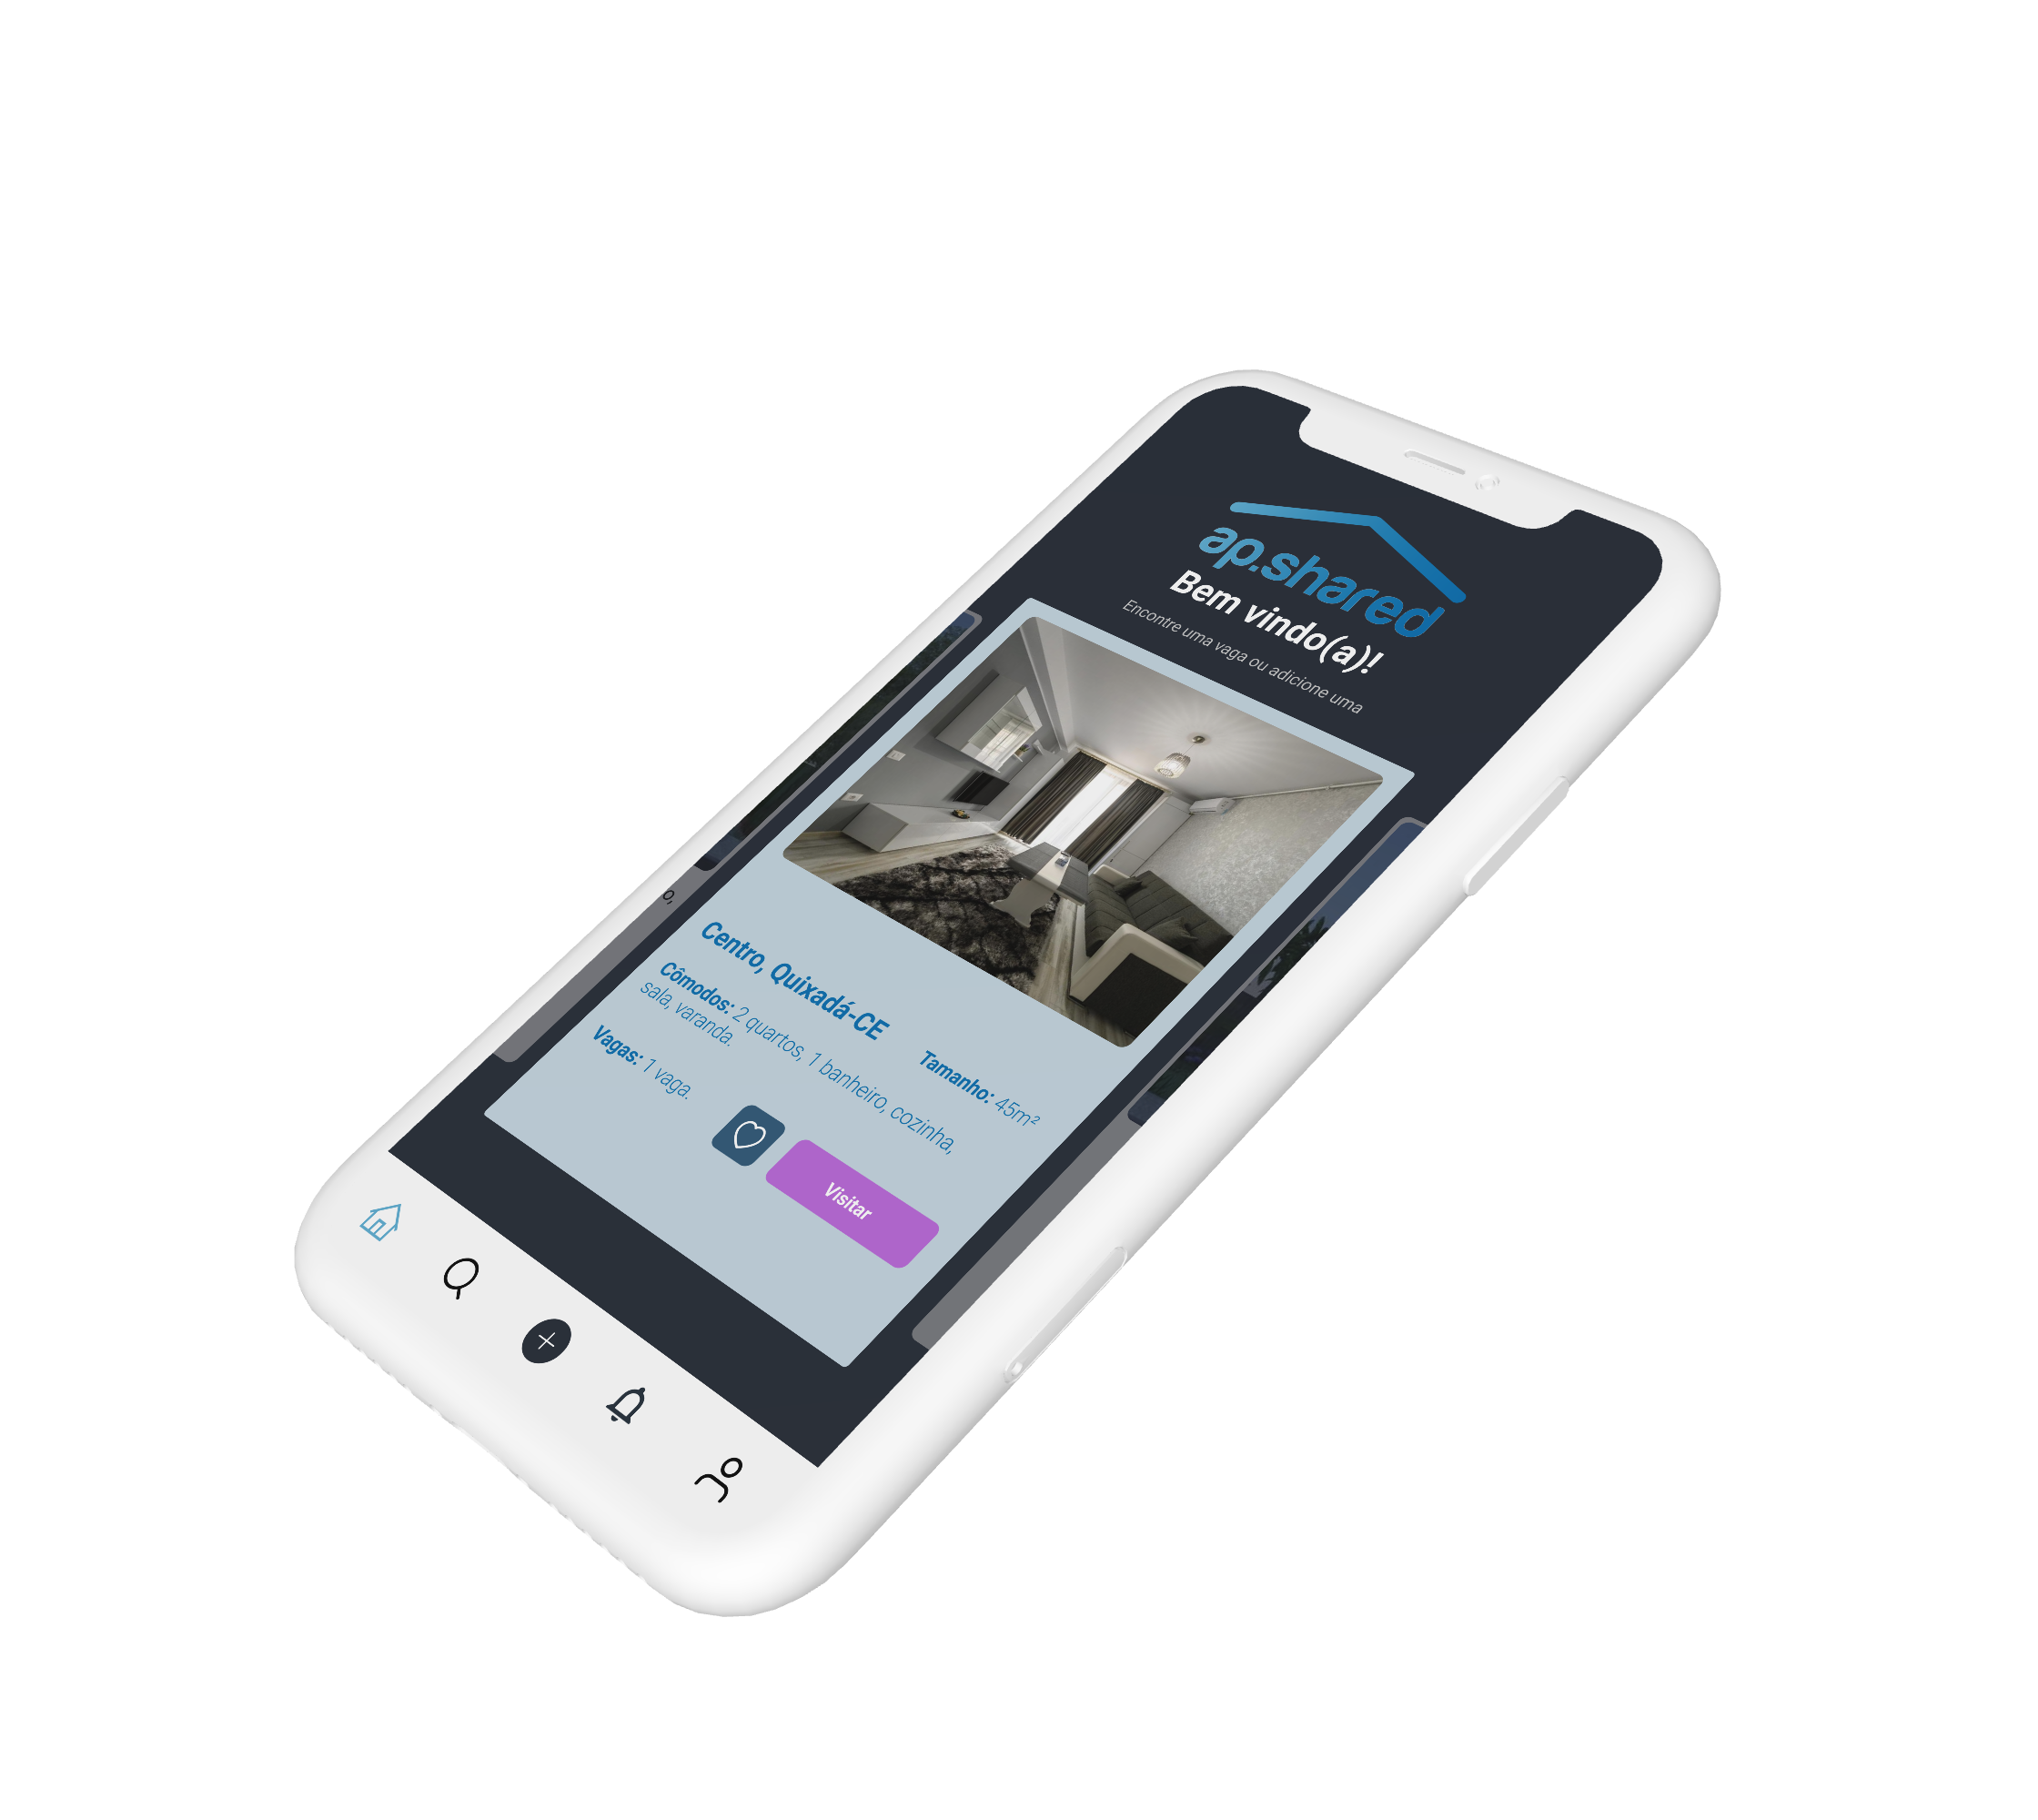 ap.shared
Bem vindo(a)!
Encontre uma vaga ou adicione uma
o,
Centro, Quixadá-CE
Tamanho: 45m²
Cômodos: 2 quartos, 1 banheiro, cozinha,
sala, varanda.
Vagas: 1 vaga.
Visitar